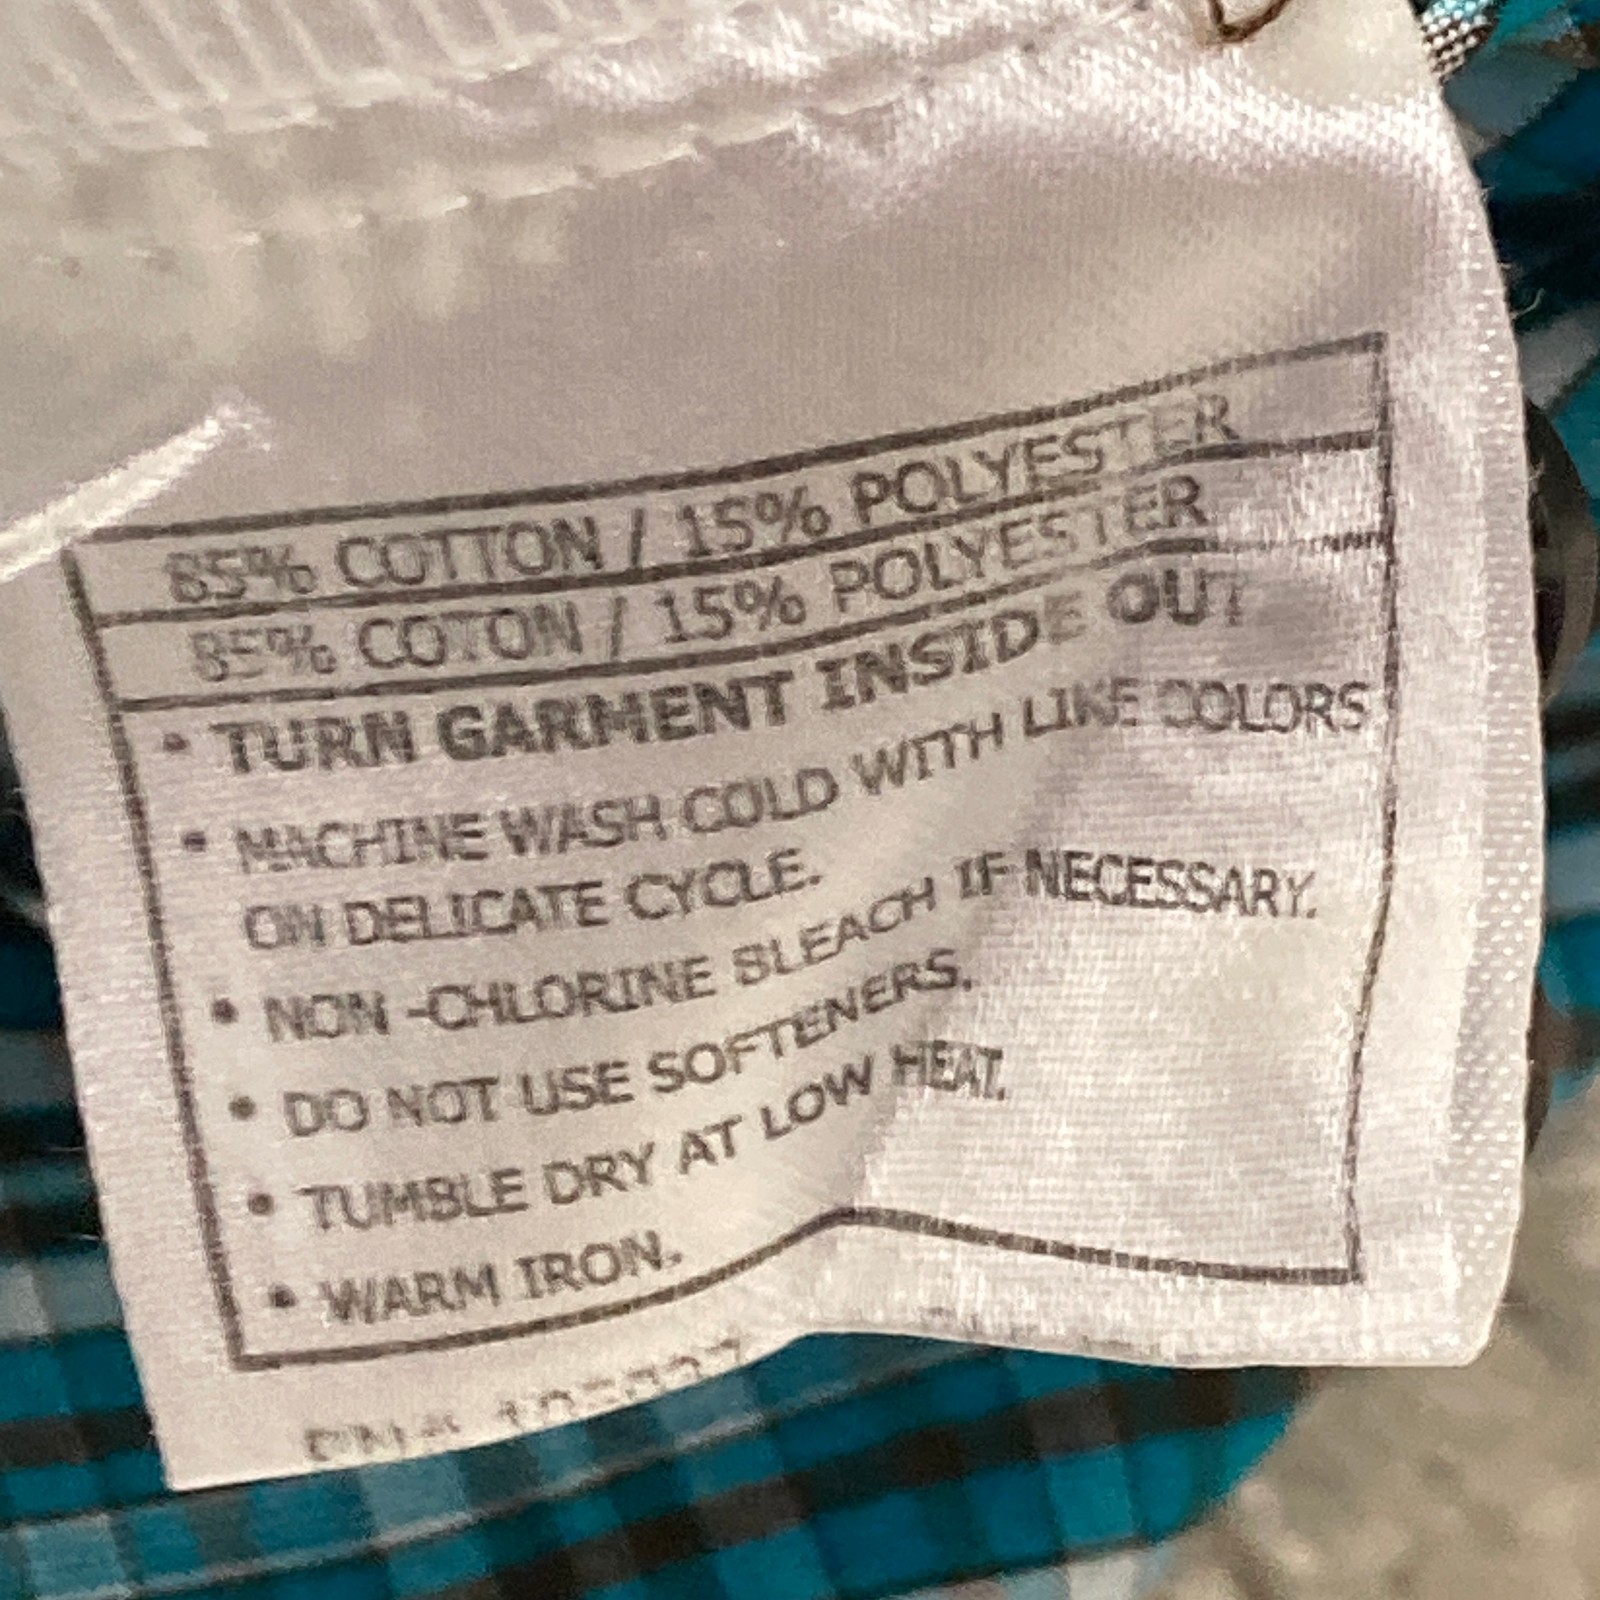 85% COTTON / 15% POLYESTER
85% COTON / 15% POLYESTER
• TURN GARMENT INSIDE OUT
• MACHINE WASH COLD WITH LIKE COLORS
ON DELICATE CYCLE.
• NON -CHLORINE BLEACH IF NECESSARY.
• DO NOT USE SOFTENERS.
• TUMBLE DRY AT LOW HEAT.
• WARM IRON.